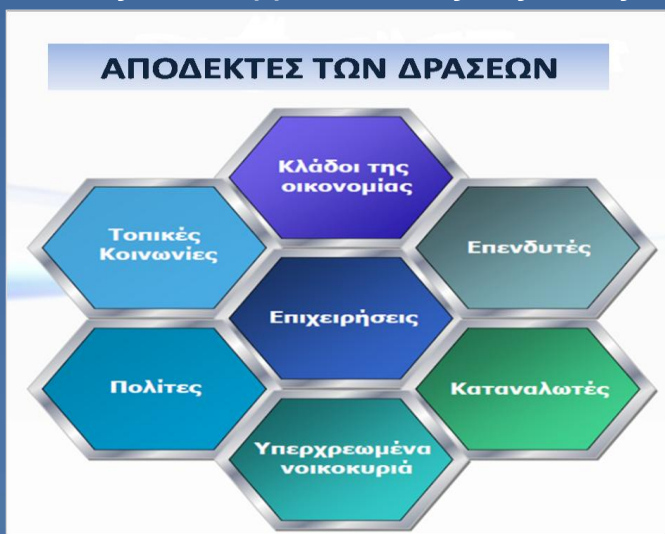 ΑΠΟΔΕΚΤΕΣ ΤΩΝ ΔΡΑΣΕΩΝ
Κλάδοι της
οικονομίας
Τοπικές
Κοινωνίες
Επενδυτές
Επιχειρήσεις
Πολίτες
Καταναλωτές
Υπερχρεωμένα
νοικοκυριά